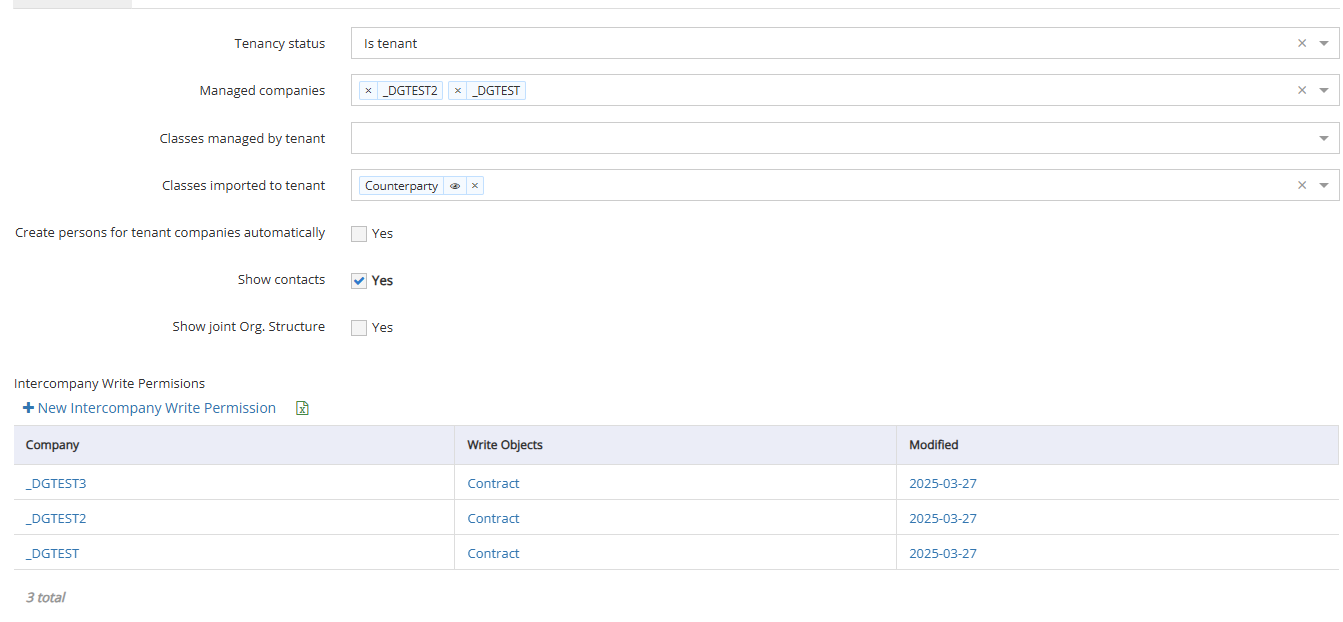 Tenancy status Is tenant
Managed companies _DGTEST2 _DGTEST
Classes managed by tenant
Classes imported to tenant Counterparty
Create persons for tenant companies automatically Yes
Show contacts Yes
Show joint Org. Structure Yes
Intercompany Write Permisions
New Intercompany Write Permission
Company Write Objects Modified
_DGTEST3 Contract 2025-03-27
_DGTEST2 Contract 2025-03-27
_DGTEST Contract 2025-03-27
3 total